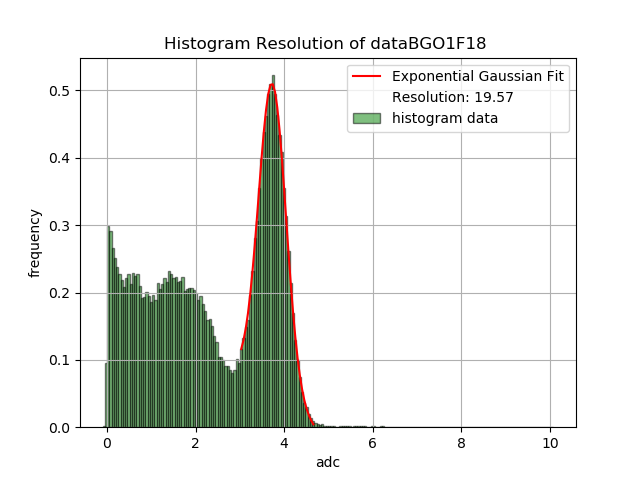 Histogram Resolution of dataBGO1F18
Exponential Gaussian Fit
Resolution: 19.57
histogram data
frequency
0.5
0.4
0.3
0.2
0.1
0.0
0 2 4 6 8 10
adc